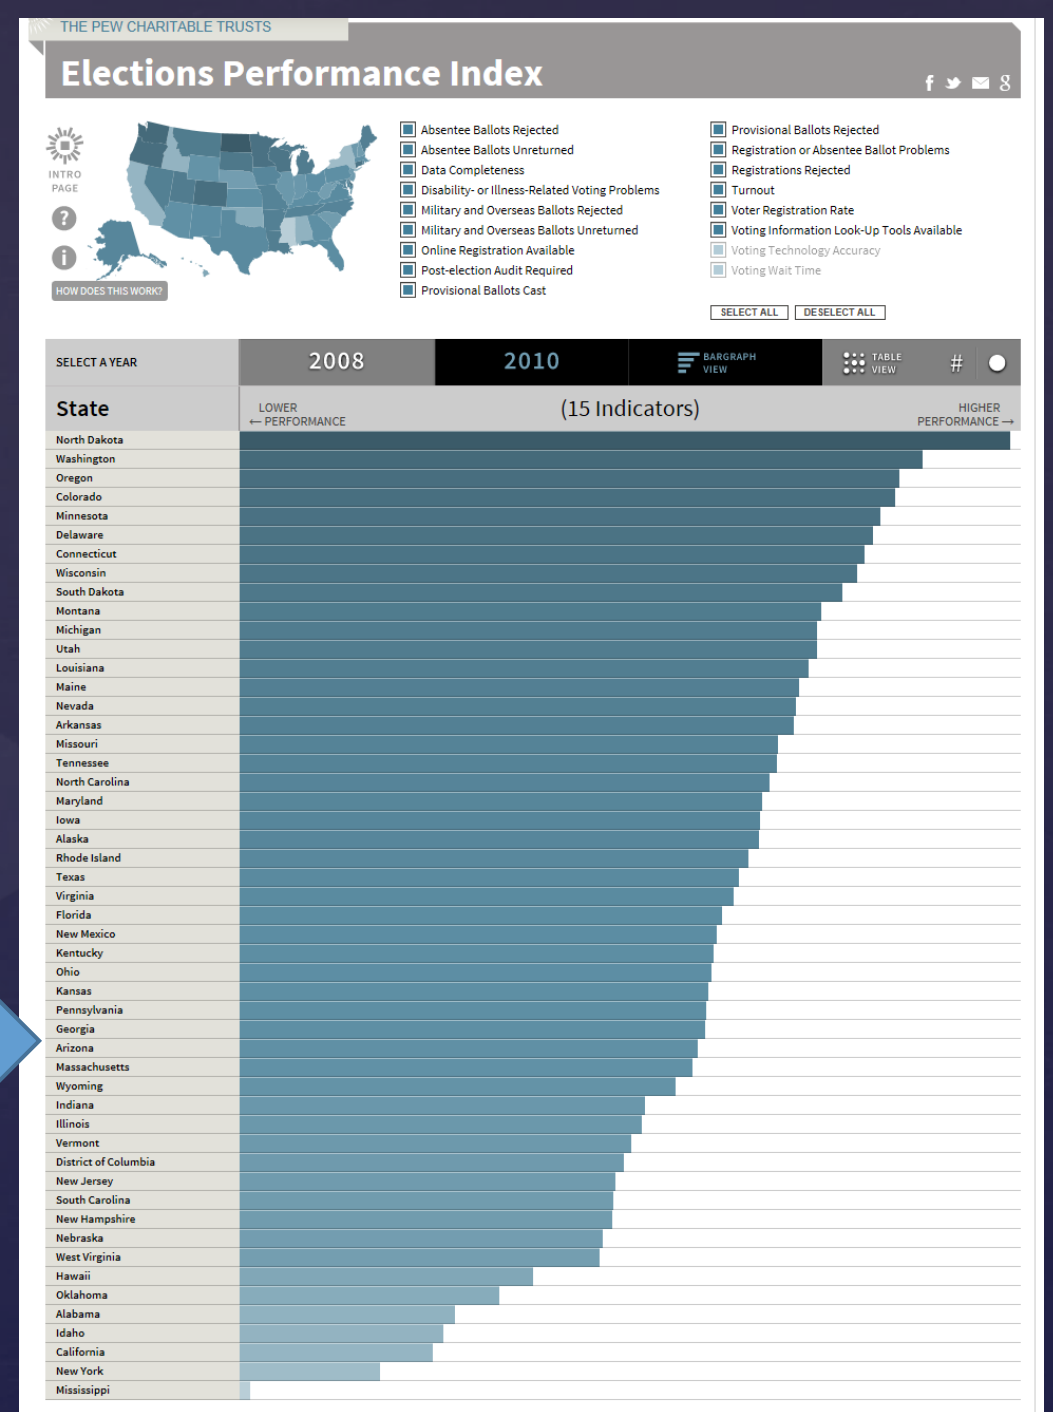 THE PEW CHARITABLE TRUSTS
Elections Performance Index
INTRO
PAGE
?
i
HOW DOES THIS WORK?
Absentee Ballots Rejected
Absentee Ballots Unreturned
Data Completeness
Disability- or Illness-Related Voting Problems
Military and Overseas Ballots Rejected
Military and Overseas Ballots Unreturned
Online Registration Available
Post-election Audit Required
Provisional Ballots Cast
Provisional Ballots Rejected
Registration or Absentee Ballot Problems
Registrations Rejected
Turnout
Voter Registration Rate
Voting Information Look-Up Tools Available
Voting Technology Accuracy
Voting Wait Time
SELECT ALL
DESELECT ALL
SELECT A YEAR
2008
2010
BARGRAPH
VIEW
TABLE
VIEW
#
State
LOWER
← PERFORMANCE
(15 Indicators)
HIGHER
PERFORMANCE →
North Dakota
Washington
Oregon
Colorado
Minnesota
Delaware
Connecticut
Wisconsin
South Dakota
Montana
Michigan
Utah
Louisiana
Maine
Nevada
Arkansas
Missouri
Tennessee
North Carolina
Maryland
Iowa
Alaska
Rhode Island
Texas
Virginia
Florida
New Mexico
Kentucky
Ohio
Kansas
Pennsylvania
Georgia
Arizona
Massachusetts
Wyoming
Indiana
Illinois
Vermont
District of Columbia
New Jersey
South Carolina
New Hampshire
Nebraska
West Virginia
Hawaii
Oklahoma
Alabama
Idaho
California
New York
Mississippi